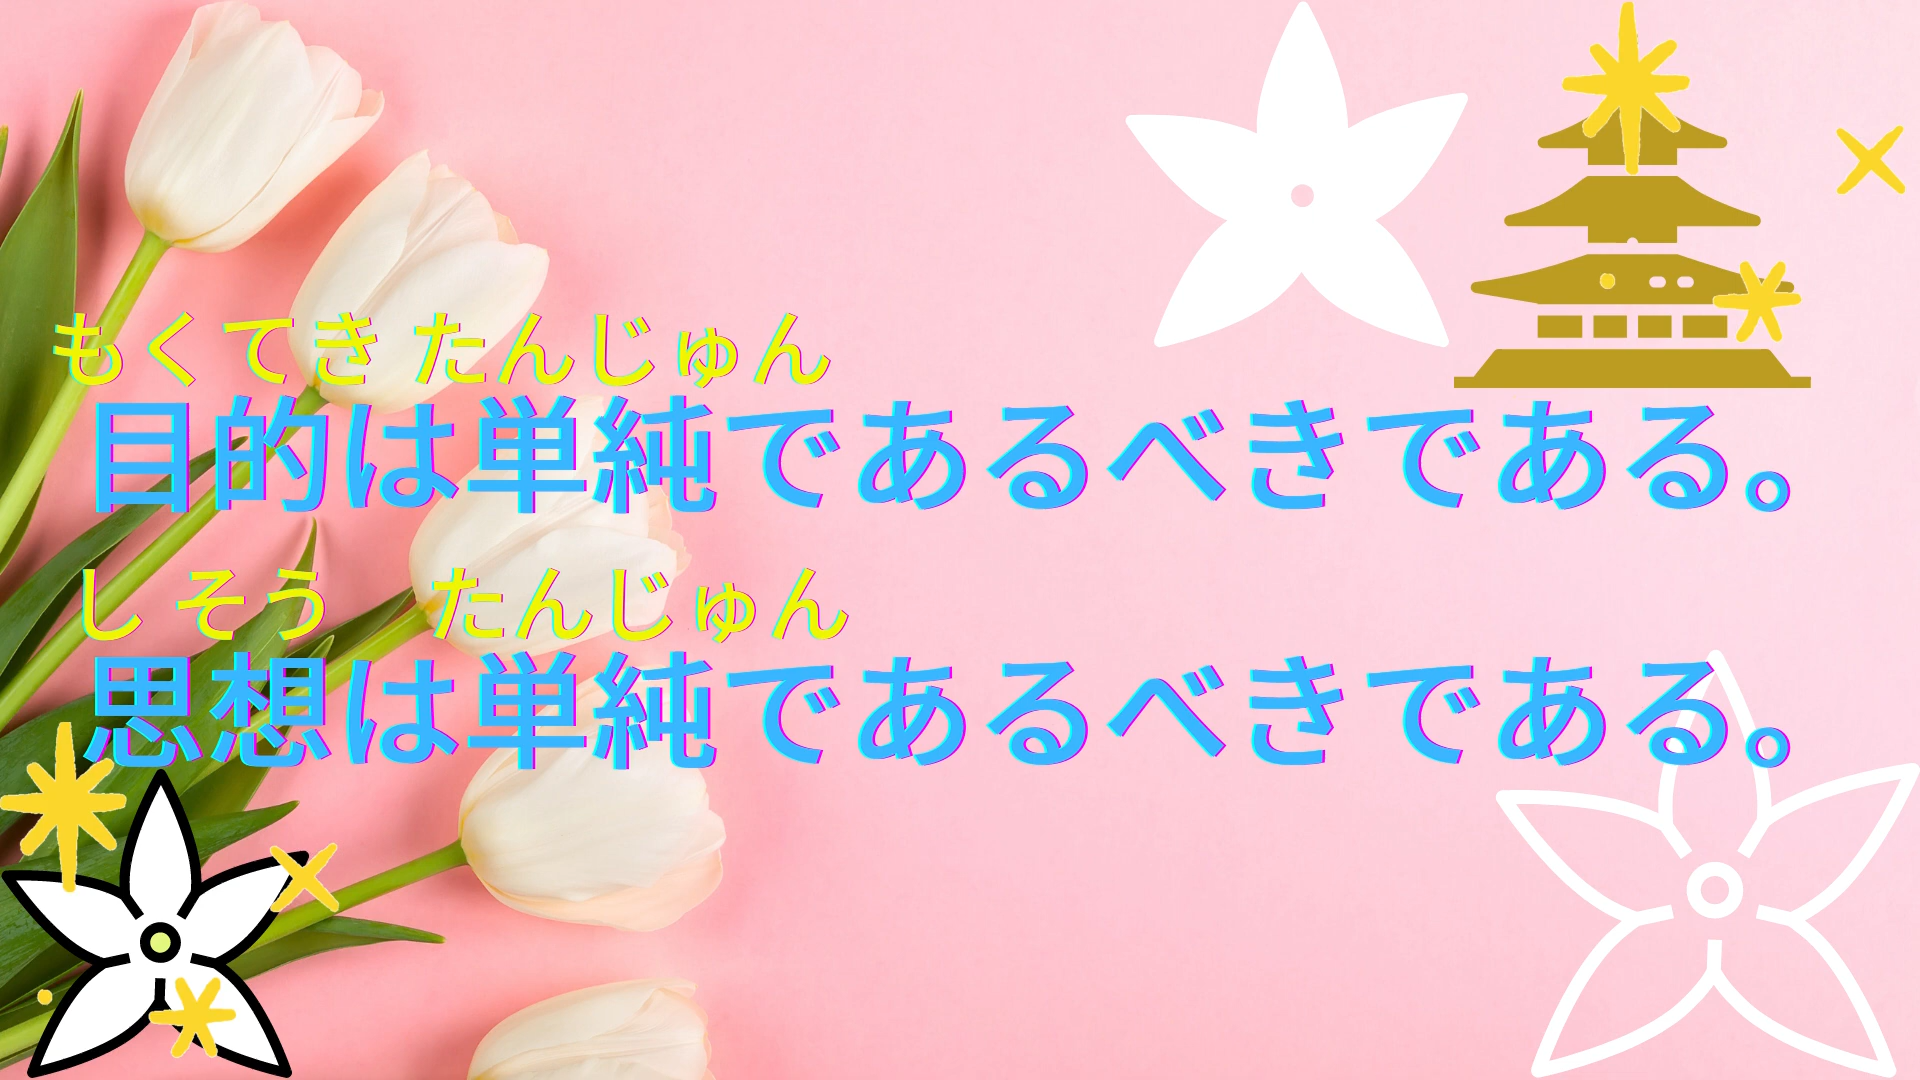 もくてき たんじゅん
目的は単純であるべきである。
し そう　たんじゅん
思想は単純であるべきである。